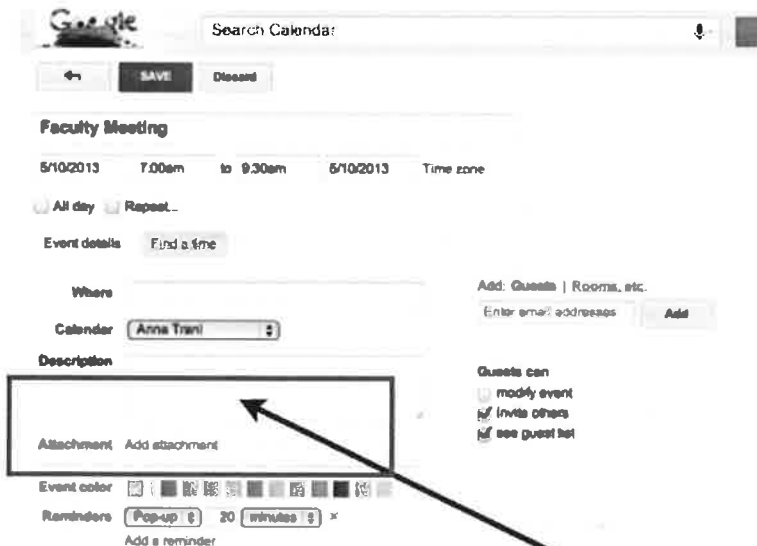 Google
Search Calendar
SAVE Discard
Faculty Meeting
5/10/2013 7:00am to 9:30am 5/10/2013 Time zone
All day Repeat...
Event details Find a time
Where
Add: Guests | Rooms, etc.
Enter email addresses Add
Calendar Anna Trani
Description
Guests can
modify event
invite others
see guest list
Attachment Add attachment
Event color
Reminders Pop-up 20 minutes ×
Add a reminder